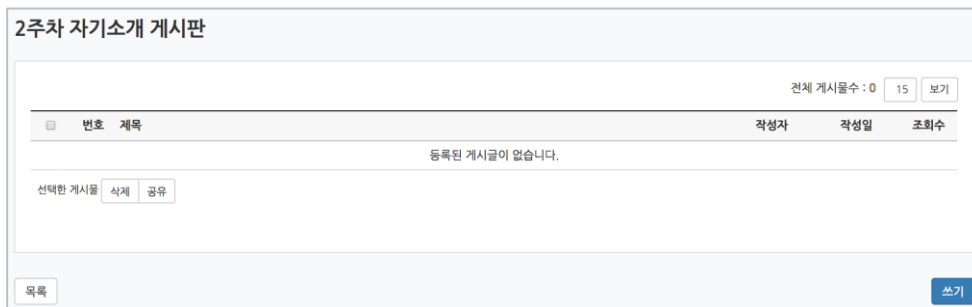 2주차 자기소개 게시판
전체 게시물수 : 0 15 보기
번호 제목 작성자 작성일 조회수
등록된 게시글이 없습니다.
선택한 게시물 삭제 공유
목록 쓰기